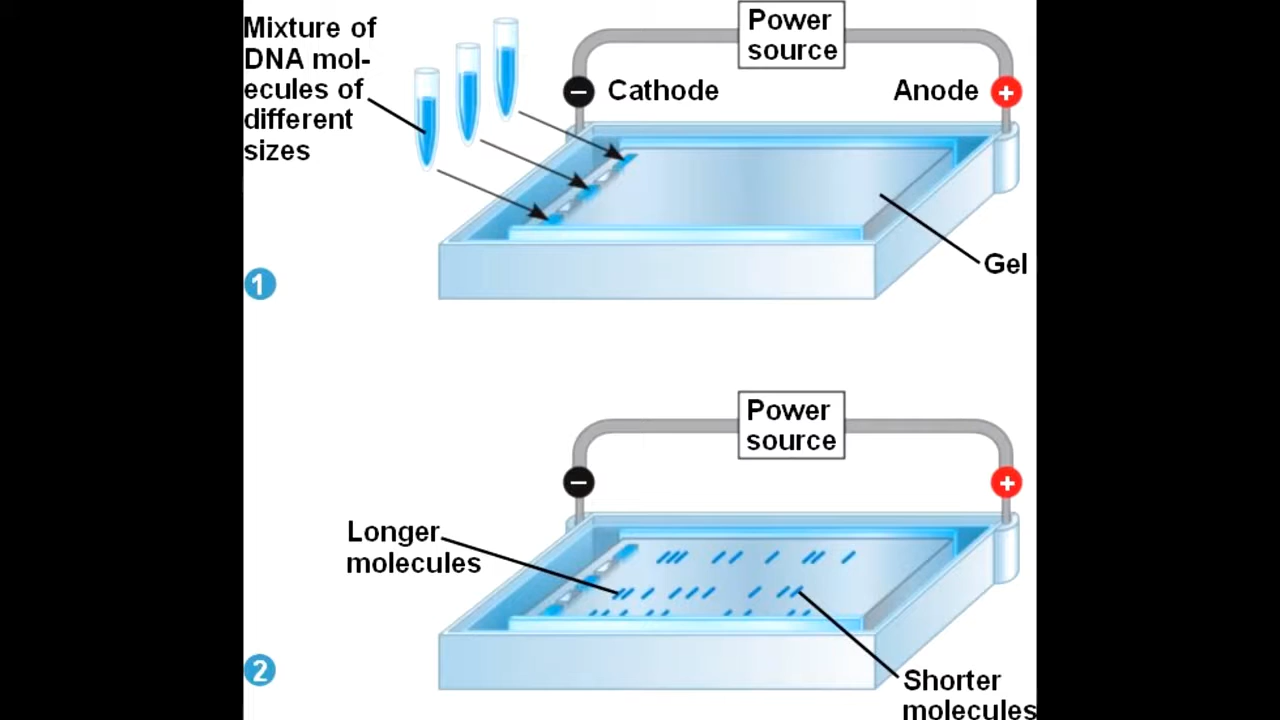 Mixture of
DNA mol-
ecules of
different
sizes
Power
source
− Cathode
Anode +
Gel
1
Power
source
−
+
Longer
molecules
2
Shorter
molecules